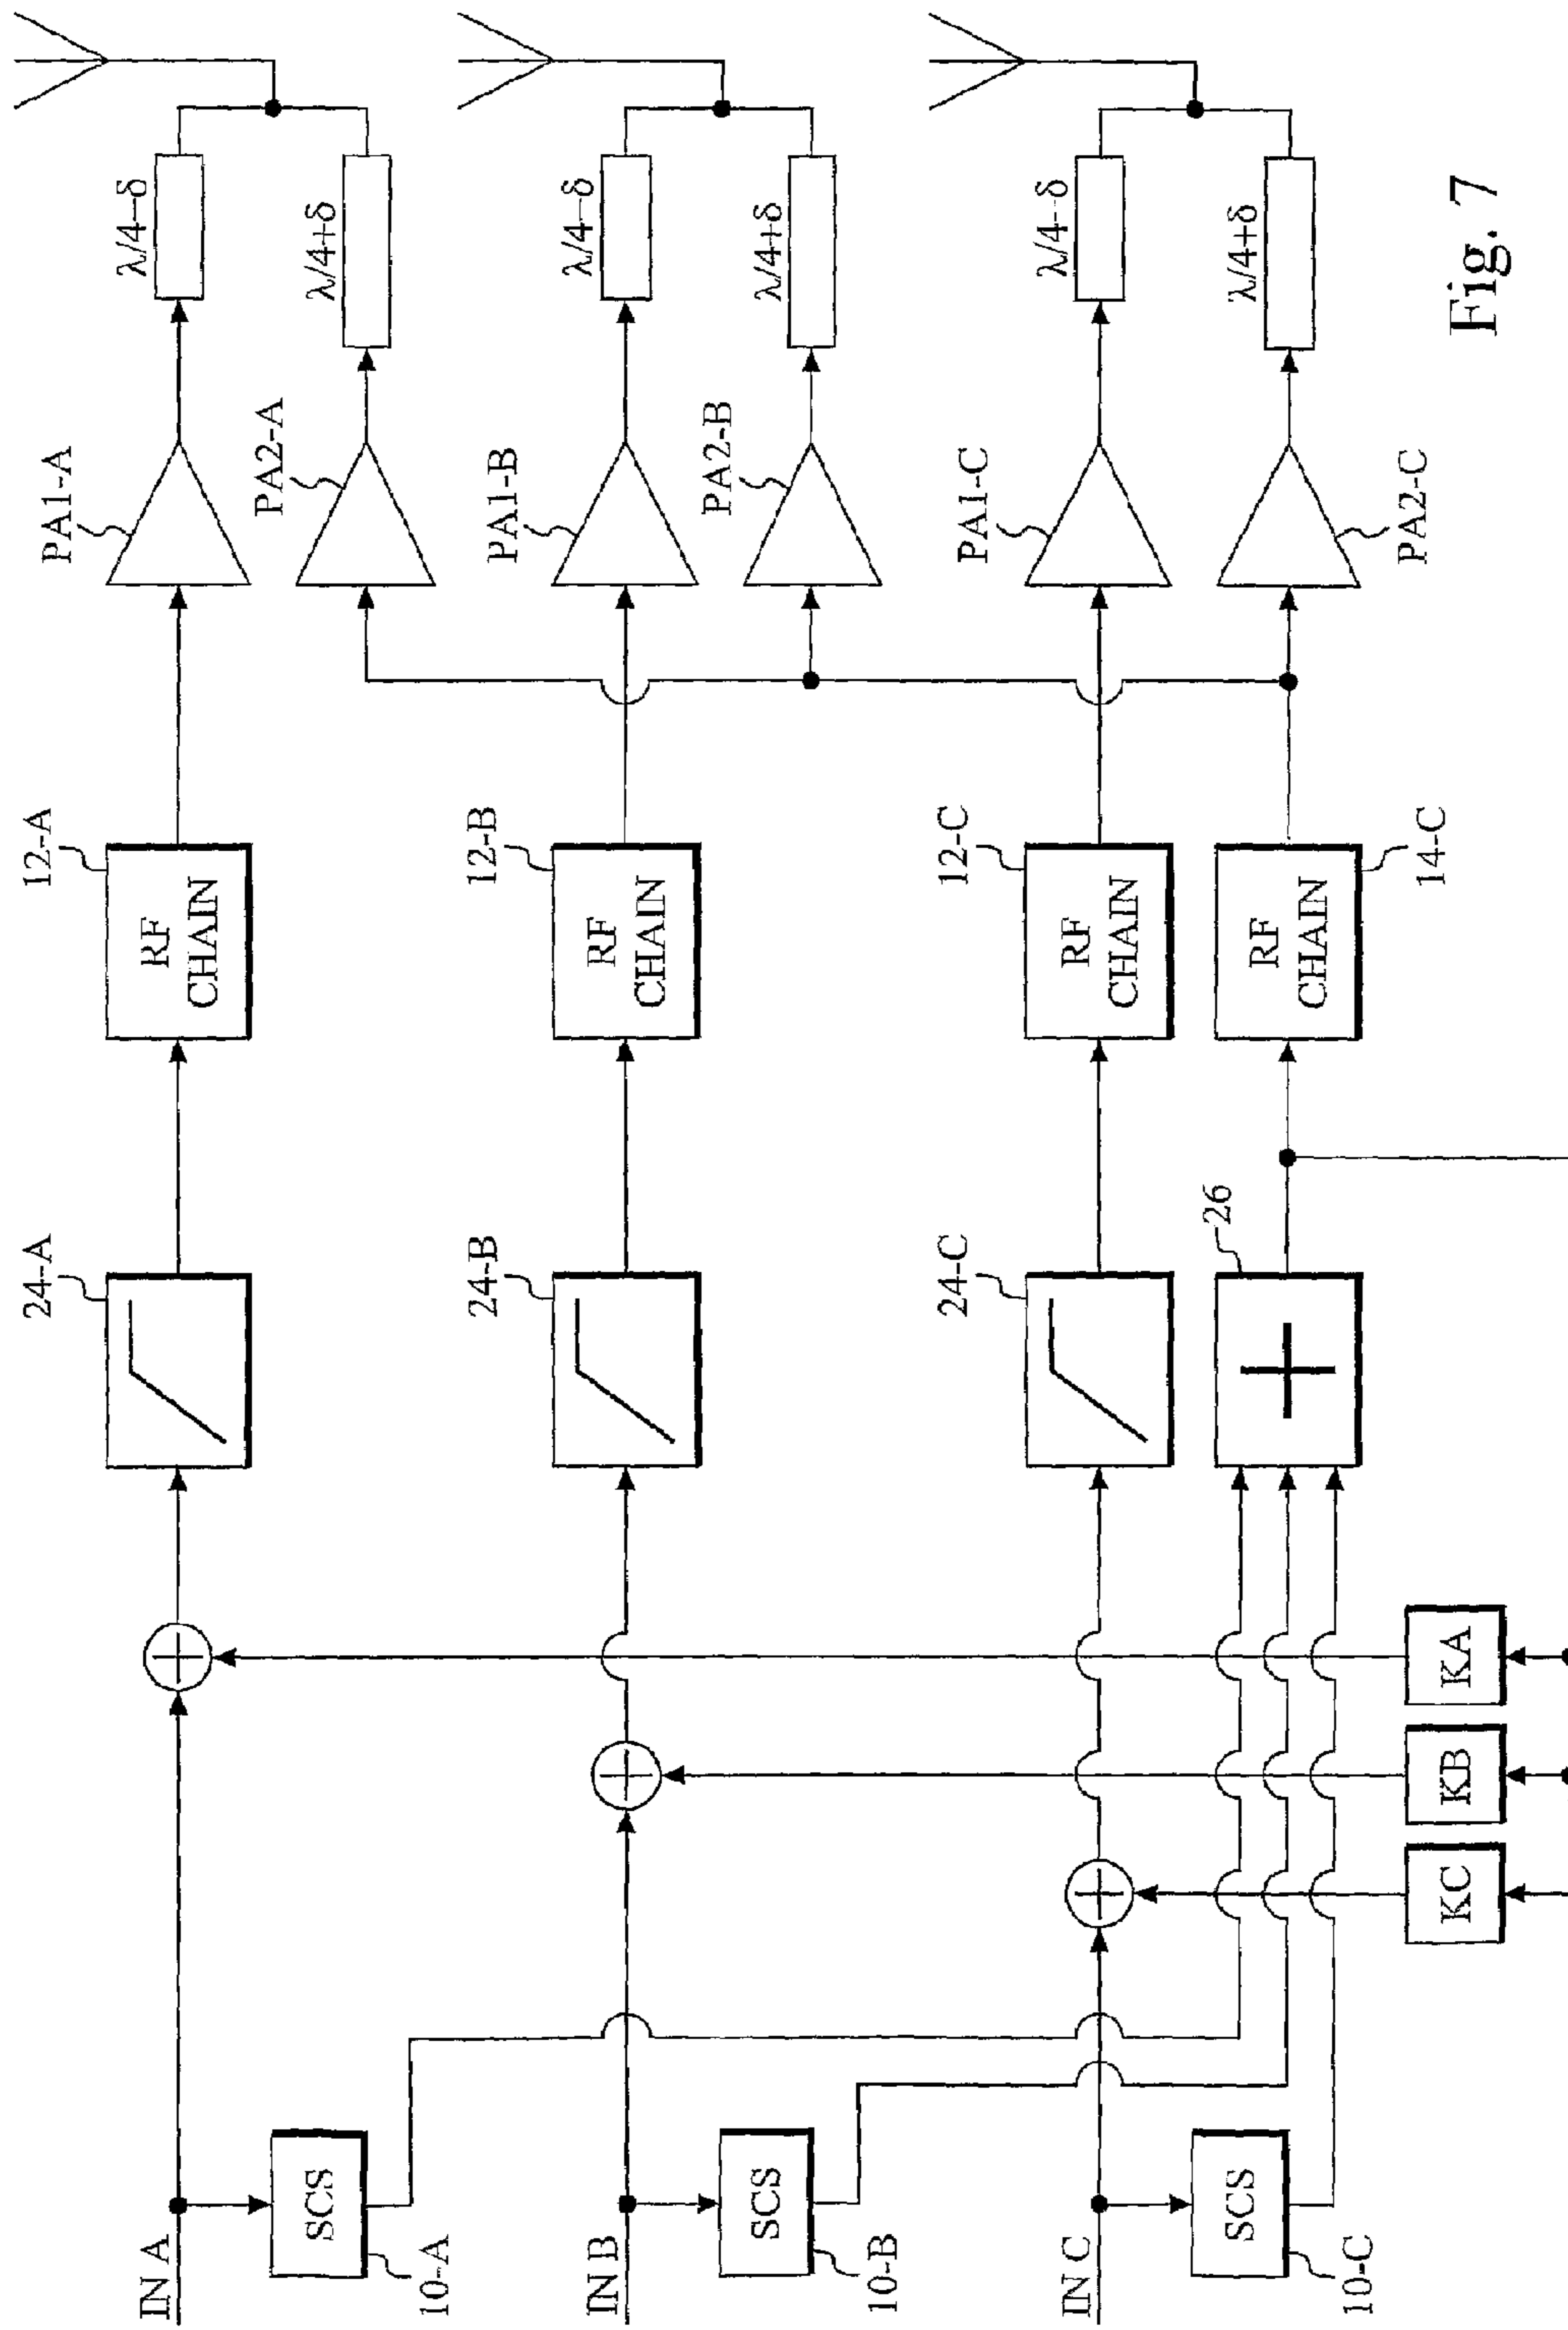 IN A
SCS
10-A
24-A
RF
CHAIN
12-A
PA1-A
λ/4–δ
PA2-A
λ/4+δ
IN B
SCS
10-B
24-B
RF
CHAIN
12-B
PA1-B
λ/4–δ
PA2-B
λ/4+δ
IN C
SCS
10-C
24-C
RF
CHAIN
12-C
PA1-C
λ/4–δ
26
RF
CHAIN
14-C
PA2-C
λ/4+δ
KC
KB
KA
Fig. 7